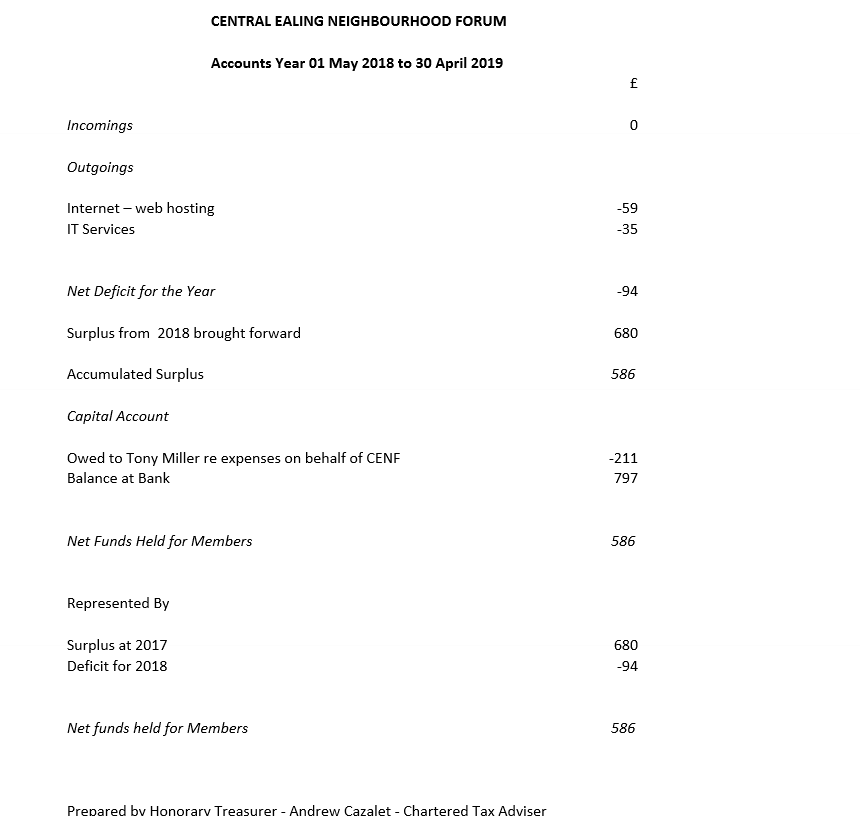 CENTRAL EALING NEIGHBOURHOOD FORUM
Accounts Year 01 May 2018 to 30 April 2019
£
Incomings 0
Outgoings
Internet – web hosting -59
IT Services -35
Net Deficit for the Year -94
Surplus from  2018 brought forward 680
Accumulated Surplus 586
Capital Account
Owed to Tony Miller re expenses on behalf of CENF -211
Balance at Bank 797
Net Funds Held for Members 586
Represented By
Surplus at 2017 680
Deficit for 2018 -94
Net funds held for Members 586
Prepared by Honorary Treasurer - Andrew Cazalet - Chartered Tax Adviser